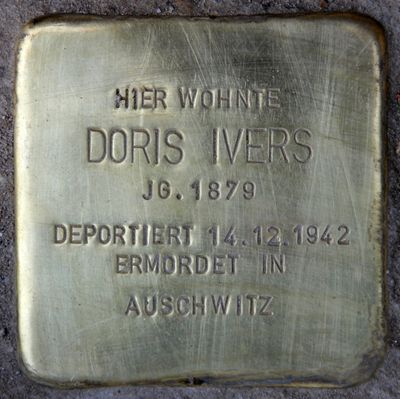 HIER WOHNTE
DORIS IVERS
JG. 1879
DEPORTIERT 14.12.1942
ERMORDET IN
AUSCHWITZ